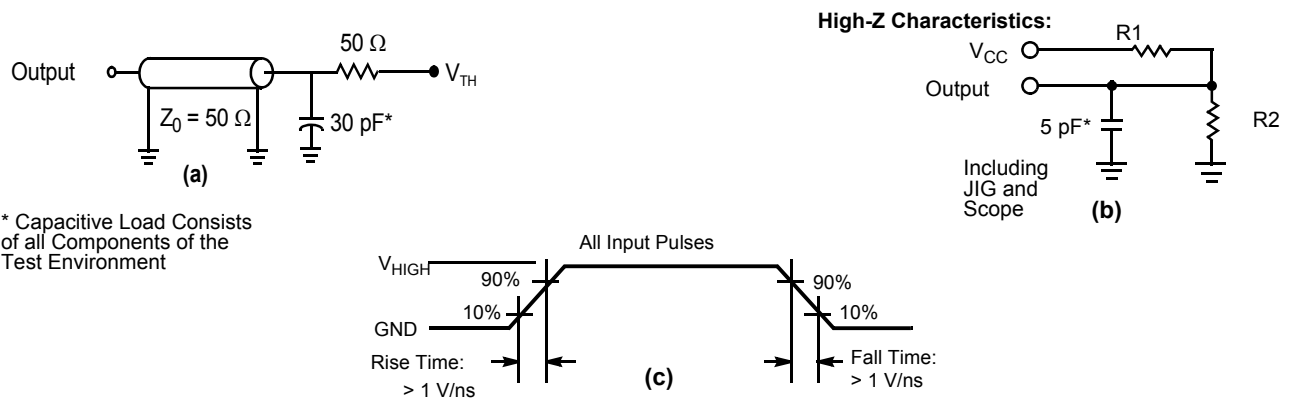 50 Ω
Output
V_TH
Z_0 = 50 Ω
30 pF*
(a)
* Capacitive Load Consists
of all Components of the
Test Environment
High-Z Characteristics:
V_CC
R1
Output
5 pF*
R2
Including
JIG and
Scope
(b)
All Input Pulses
V_HIGH
90%
90%
10%
10%
GND
Rise Time:
> 1 V/ns
(c)
Fall Time:
> 1 V/ns